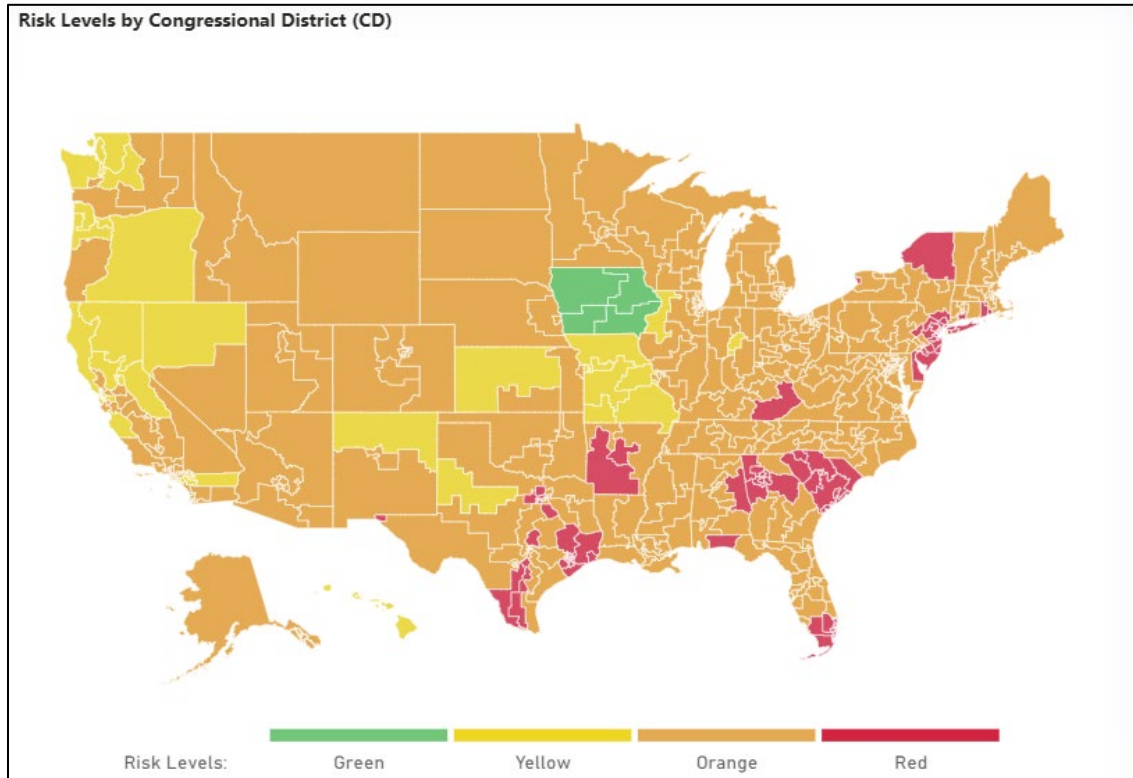 Risk Levels by Congressional District (CD)
Risk Levels: Green Yellow Orange Red